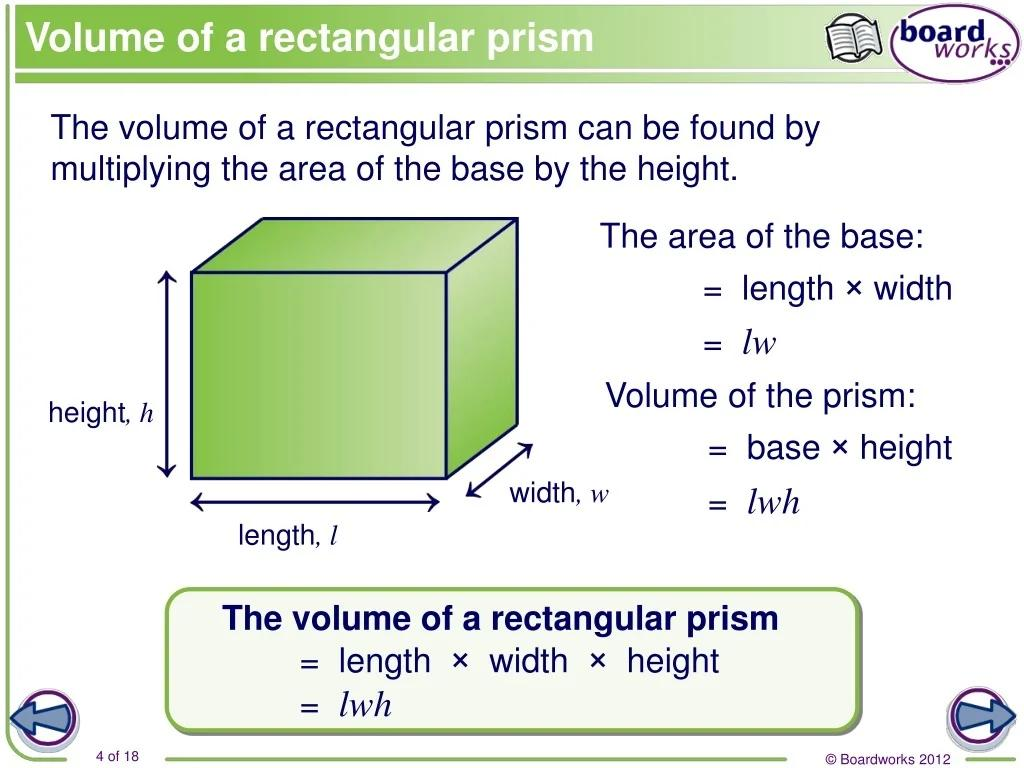 Volume of a rectangular prism
board
works
The volume of a rectangular prism can be found by
multiplying the area of the base by the height.
The area of the base:
= length × width
= lw
Volume of the prism:
= base × height
= lwh
height, h
width, w
length, l
The volume of a rectangular prism
= length × width × height
= lwh
4 of 18
© Boardworks 2012